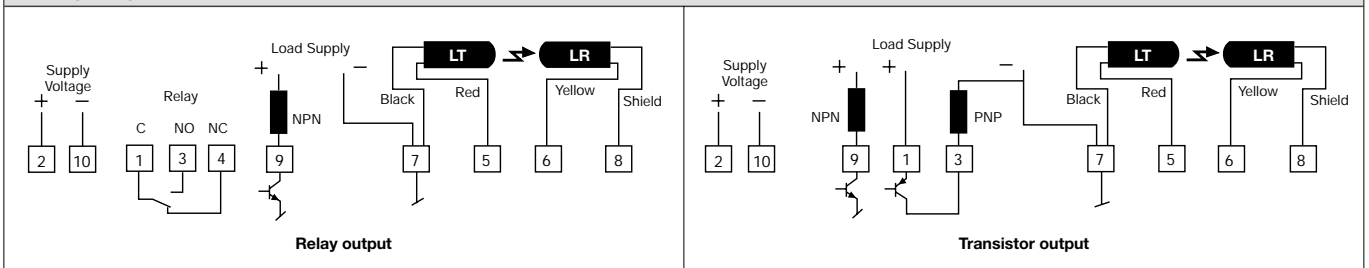 Supply
Voltage
+ −
2 10
Relay
C NO NC
1 3 4
Load Supply
+ −
NPN
9
LT LR
Black Red Yellow Shield
7 5 6 8
Relay output
Supply
Voltage
+ −
2 10
Load Supply
+ + −
NPN PNP
9 1 3
LT LR
Black Red Yellow Shield
7 5 6 8
Transistor output